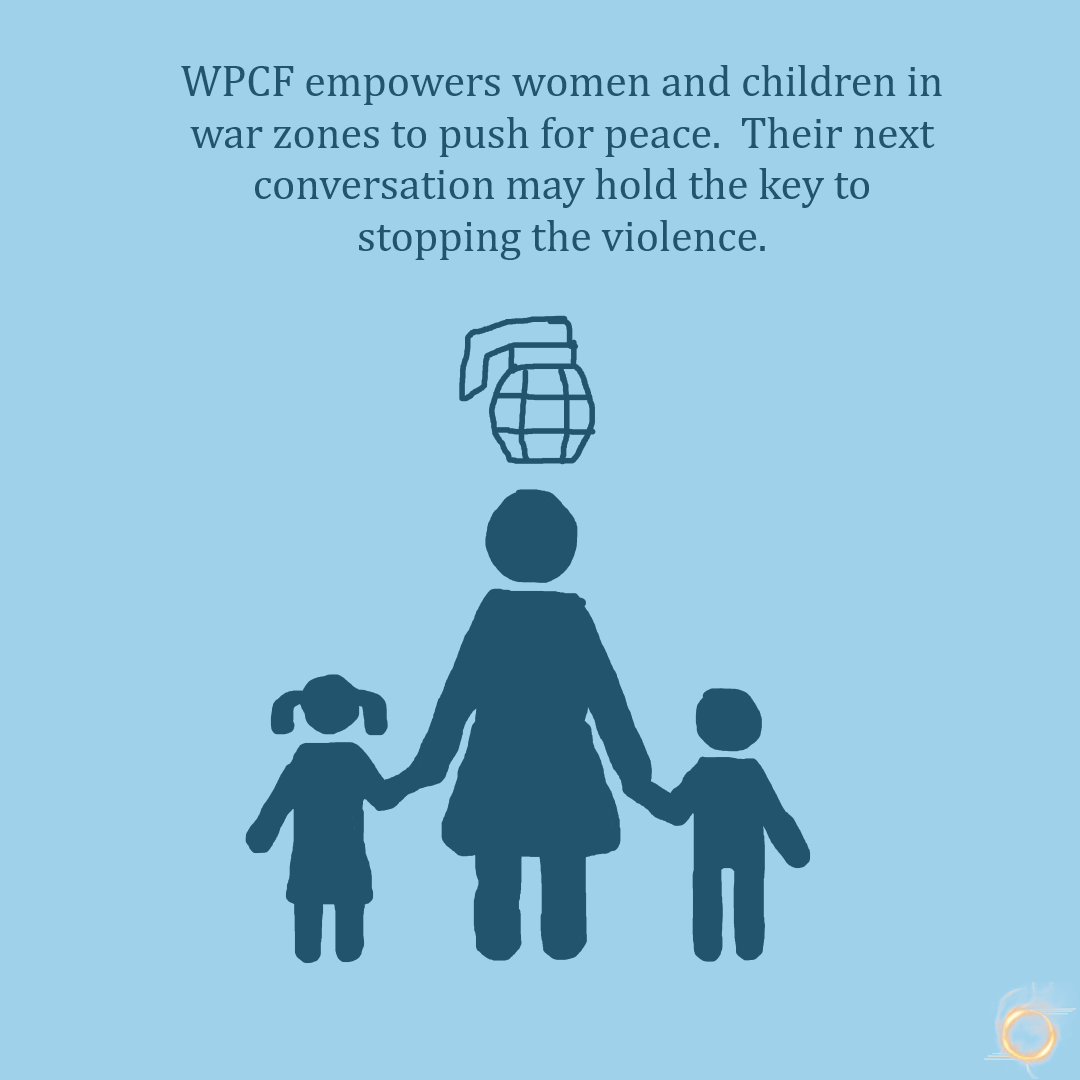 WPCF empowers women and children in
war zones to push for peace.  Their next
conversation may hold the key to
stopping the violence.